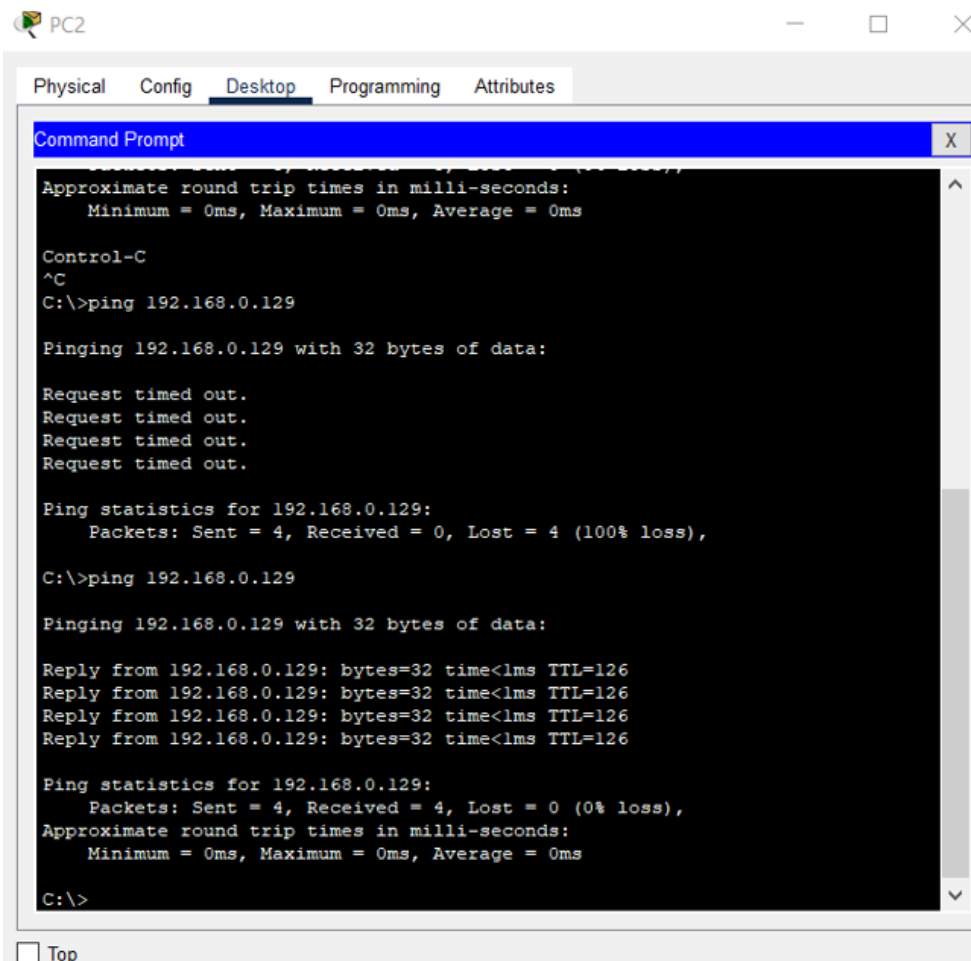 PC2
Physical Config Desktop Programming Attributes
Command Prompt
X
Approximate round trip times in milli-seconds:
Minimum = 0ms, Maximum = 0ms, Average = 0ms
Control-C
^C
C:\>ping 192.168.0.129
Pinging 192.168.0.129 with 32 bytes of data:
Request timed out.
Request timed out.
Request timed out.
Request timed out.
Ping statistics for 192.168.0.129:
Packets: Sent = 4, Received = 0, Lost = 4 (100% loss),
C:\>ping 192.168.0.129
Pinging 192.168.0.129 with 32 bytes of data:
Reply from 192.168.0.129: bytes=32 time<1ms TTL=126
Reply from 192.168.0.129: bytes=32 time<1ms TTL=126
Reply from 192.168.0.129: bytes=32 time<1ms TTL=126
Reply from 192.168.0.129: bytes=32 time<1ms TTL=126
Ping statistics for 192.168.0.129:
Packets: Sent = 4, Received = 4, Lost = 0 (0% loss),
Approximate round trip times in milli-seconds:
Minimum = 0ms, Maximum = 0ms, Average = 0ms
C:\>
Top